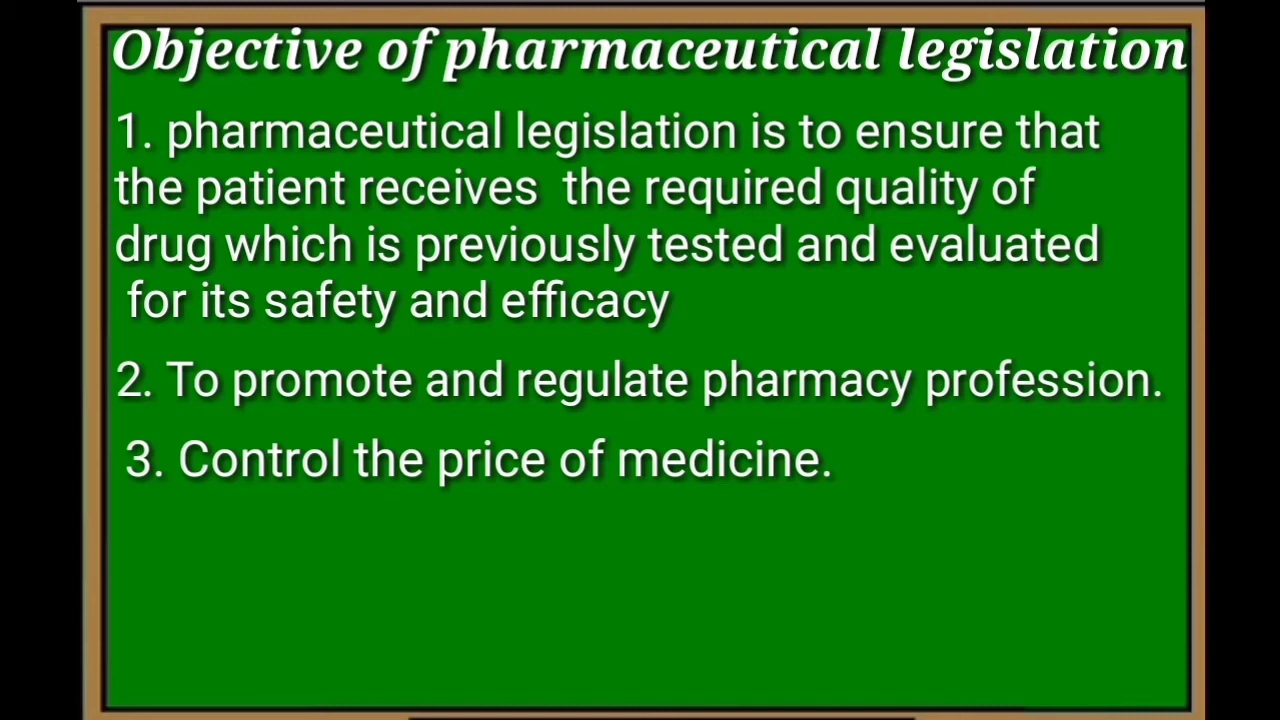 Objective of pharmaceutical legislation
1. pharmaceutical legislation is to ensure that
the patient receives the required quality of
drug which is previously tested and evaluated
for its safety and efficacy
2. To promote and regulate pharmacy profession.
3. Control the price of medicine.